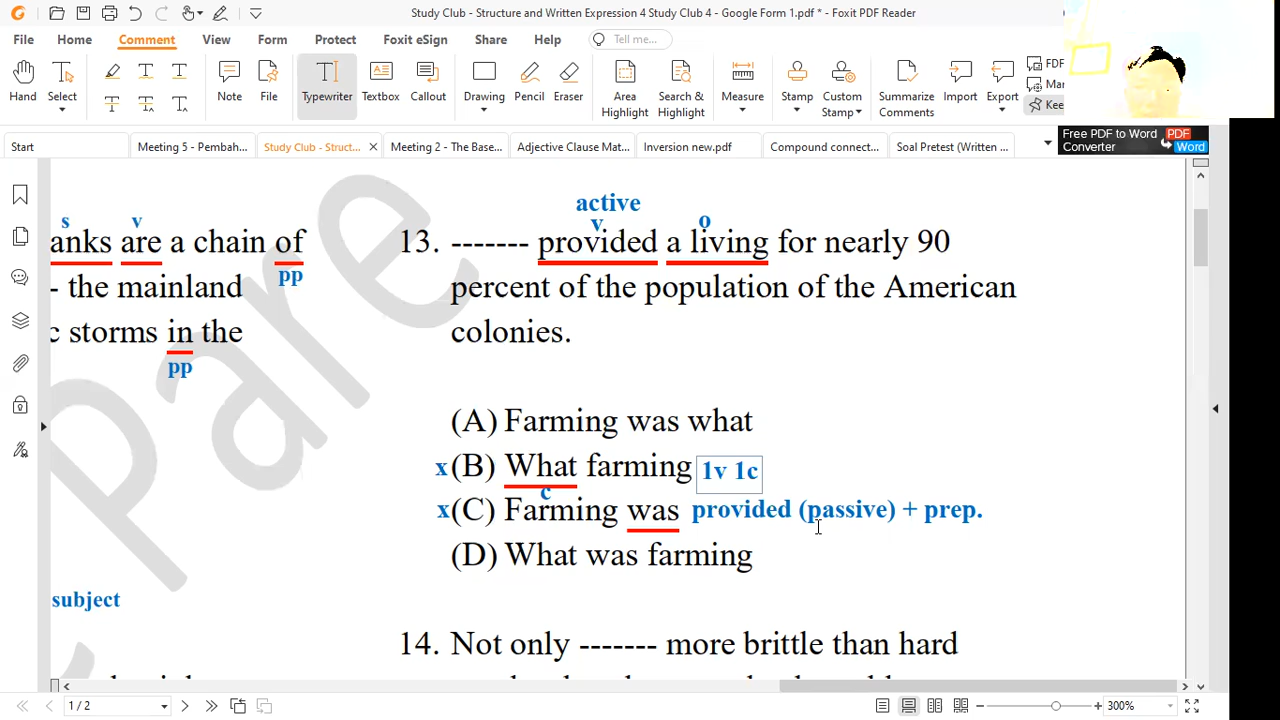 Study Club - Structure and Written Expression 4 Study Club 4 - Google Form 1.pdf * - Foxit PDF Reader
File Home Comment View Form Protect Foxit eSign Share Help Tell me...
Hand Select Note File Typewriter Textbox Callout Drawing Pencil Eraser Area Highlight Search & Highlight Measure Stamp Custom Stamp Summarize Comments Import Export FDF
Kee
Start Meeting 5 - Pembah... Study Club - Struct... Meeting 2 - The Base... Adjective Clause Mat... Inversion new.pdf Compound connect... Soal Pretest (Written ... Free PDF to Word Converter PDF Word
s v
anks are a chain of
pp
- the mainland
c storms in the
pp
subject
active
v o
13. ------- provided a living for nearly 90
percent of the population of the American
colonies.
(A) Farming was what
x (B) What farming 1v 1c
c
x (C) Farming was provided (passive) + prep.
(D) What was farming
14. Not only ------- more brittle than hard
Pare
1 / 2 300%